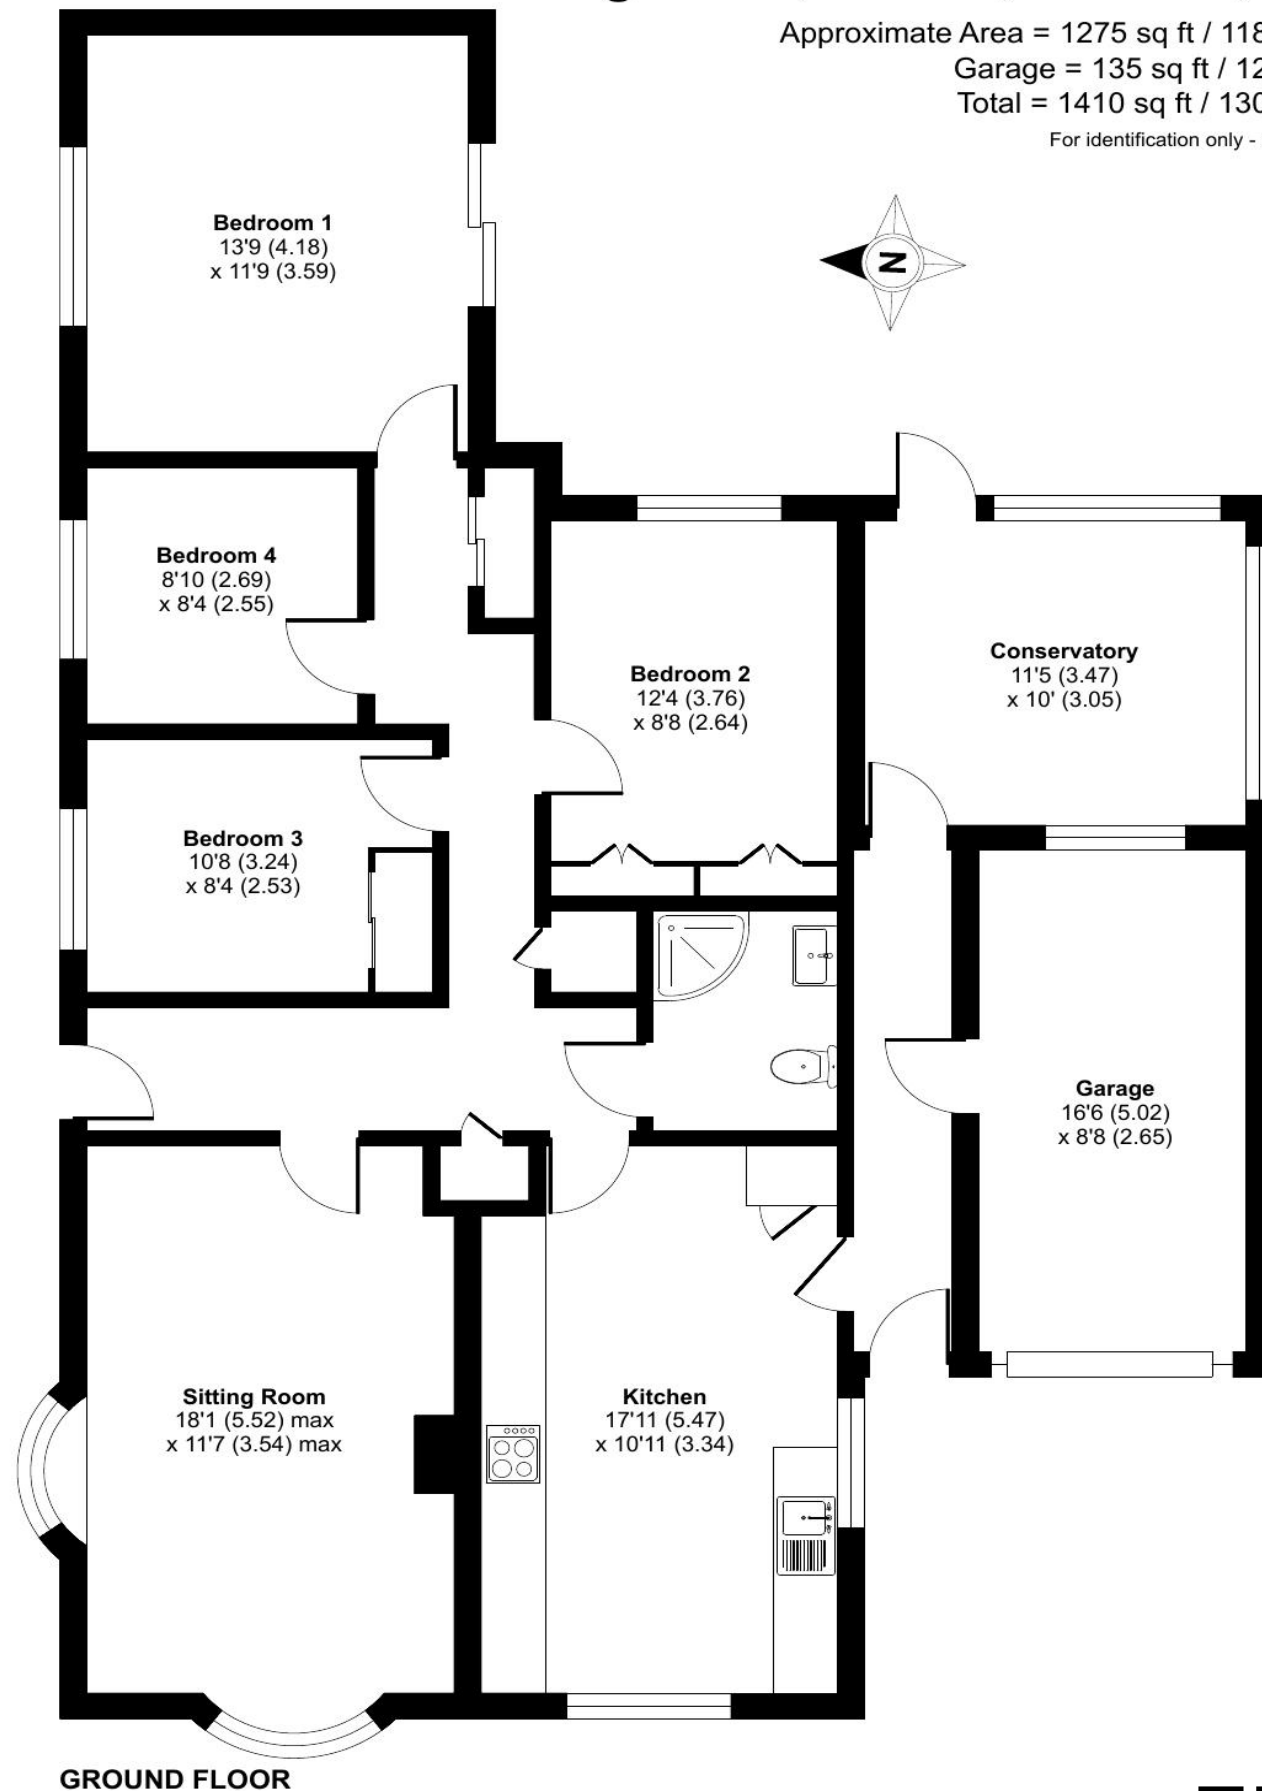 Approximate Area = 1275 sq ft / 118
Garage = 135 sq ft / 12
Total = 1410 sq ft / 130
For identification only -
Bedroom 1
13'9 (4.18)
x 11'9 (3.59)
N
Bedroom 4
8'10 (2.69)
x 8'4 (2.55)
Bedroom 2
12'4 (3.76)
x 8'8 (2.64)
Conservatory
11'5 (3.47)
x 10' (3.05)
Bedroom 3
10'8 (3.24)
x 8'4 (2.53)
Garage
16'6 (5.02)
x 8'8 (2.65)
Sitting Room
18'1 (5.52) max
x 11'7 (3.54) max
Kitchen
17'11 (5.47)
x 10'11 (3.34)
GROUND FLOOR